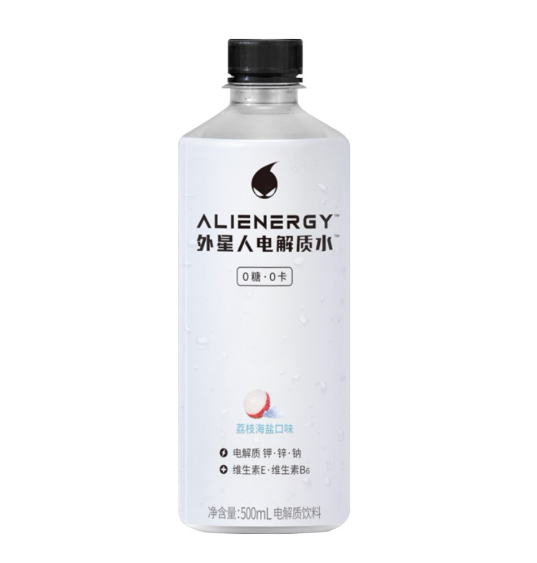 ALIENERGY™
外星人电解质水™
0糖·0卡
荔枝海盐口味
电解质 钾·锌·钠
维生素E·维生素B₆
净含量:500mL 电解质饮料